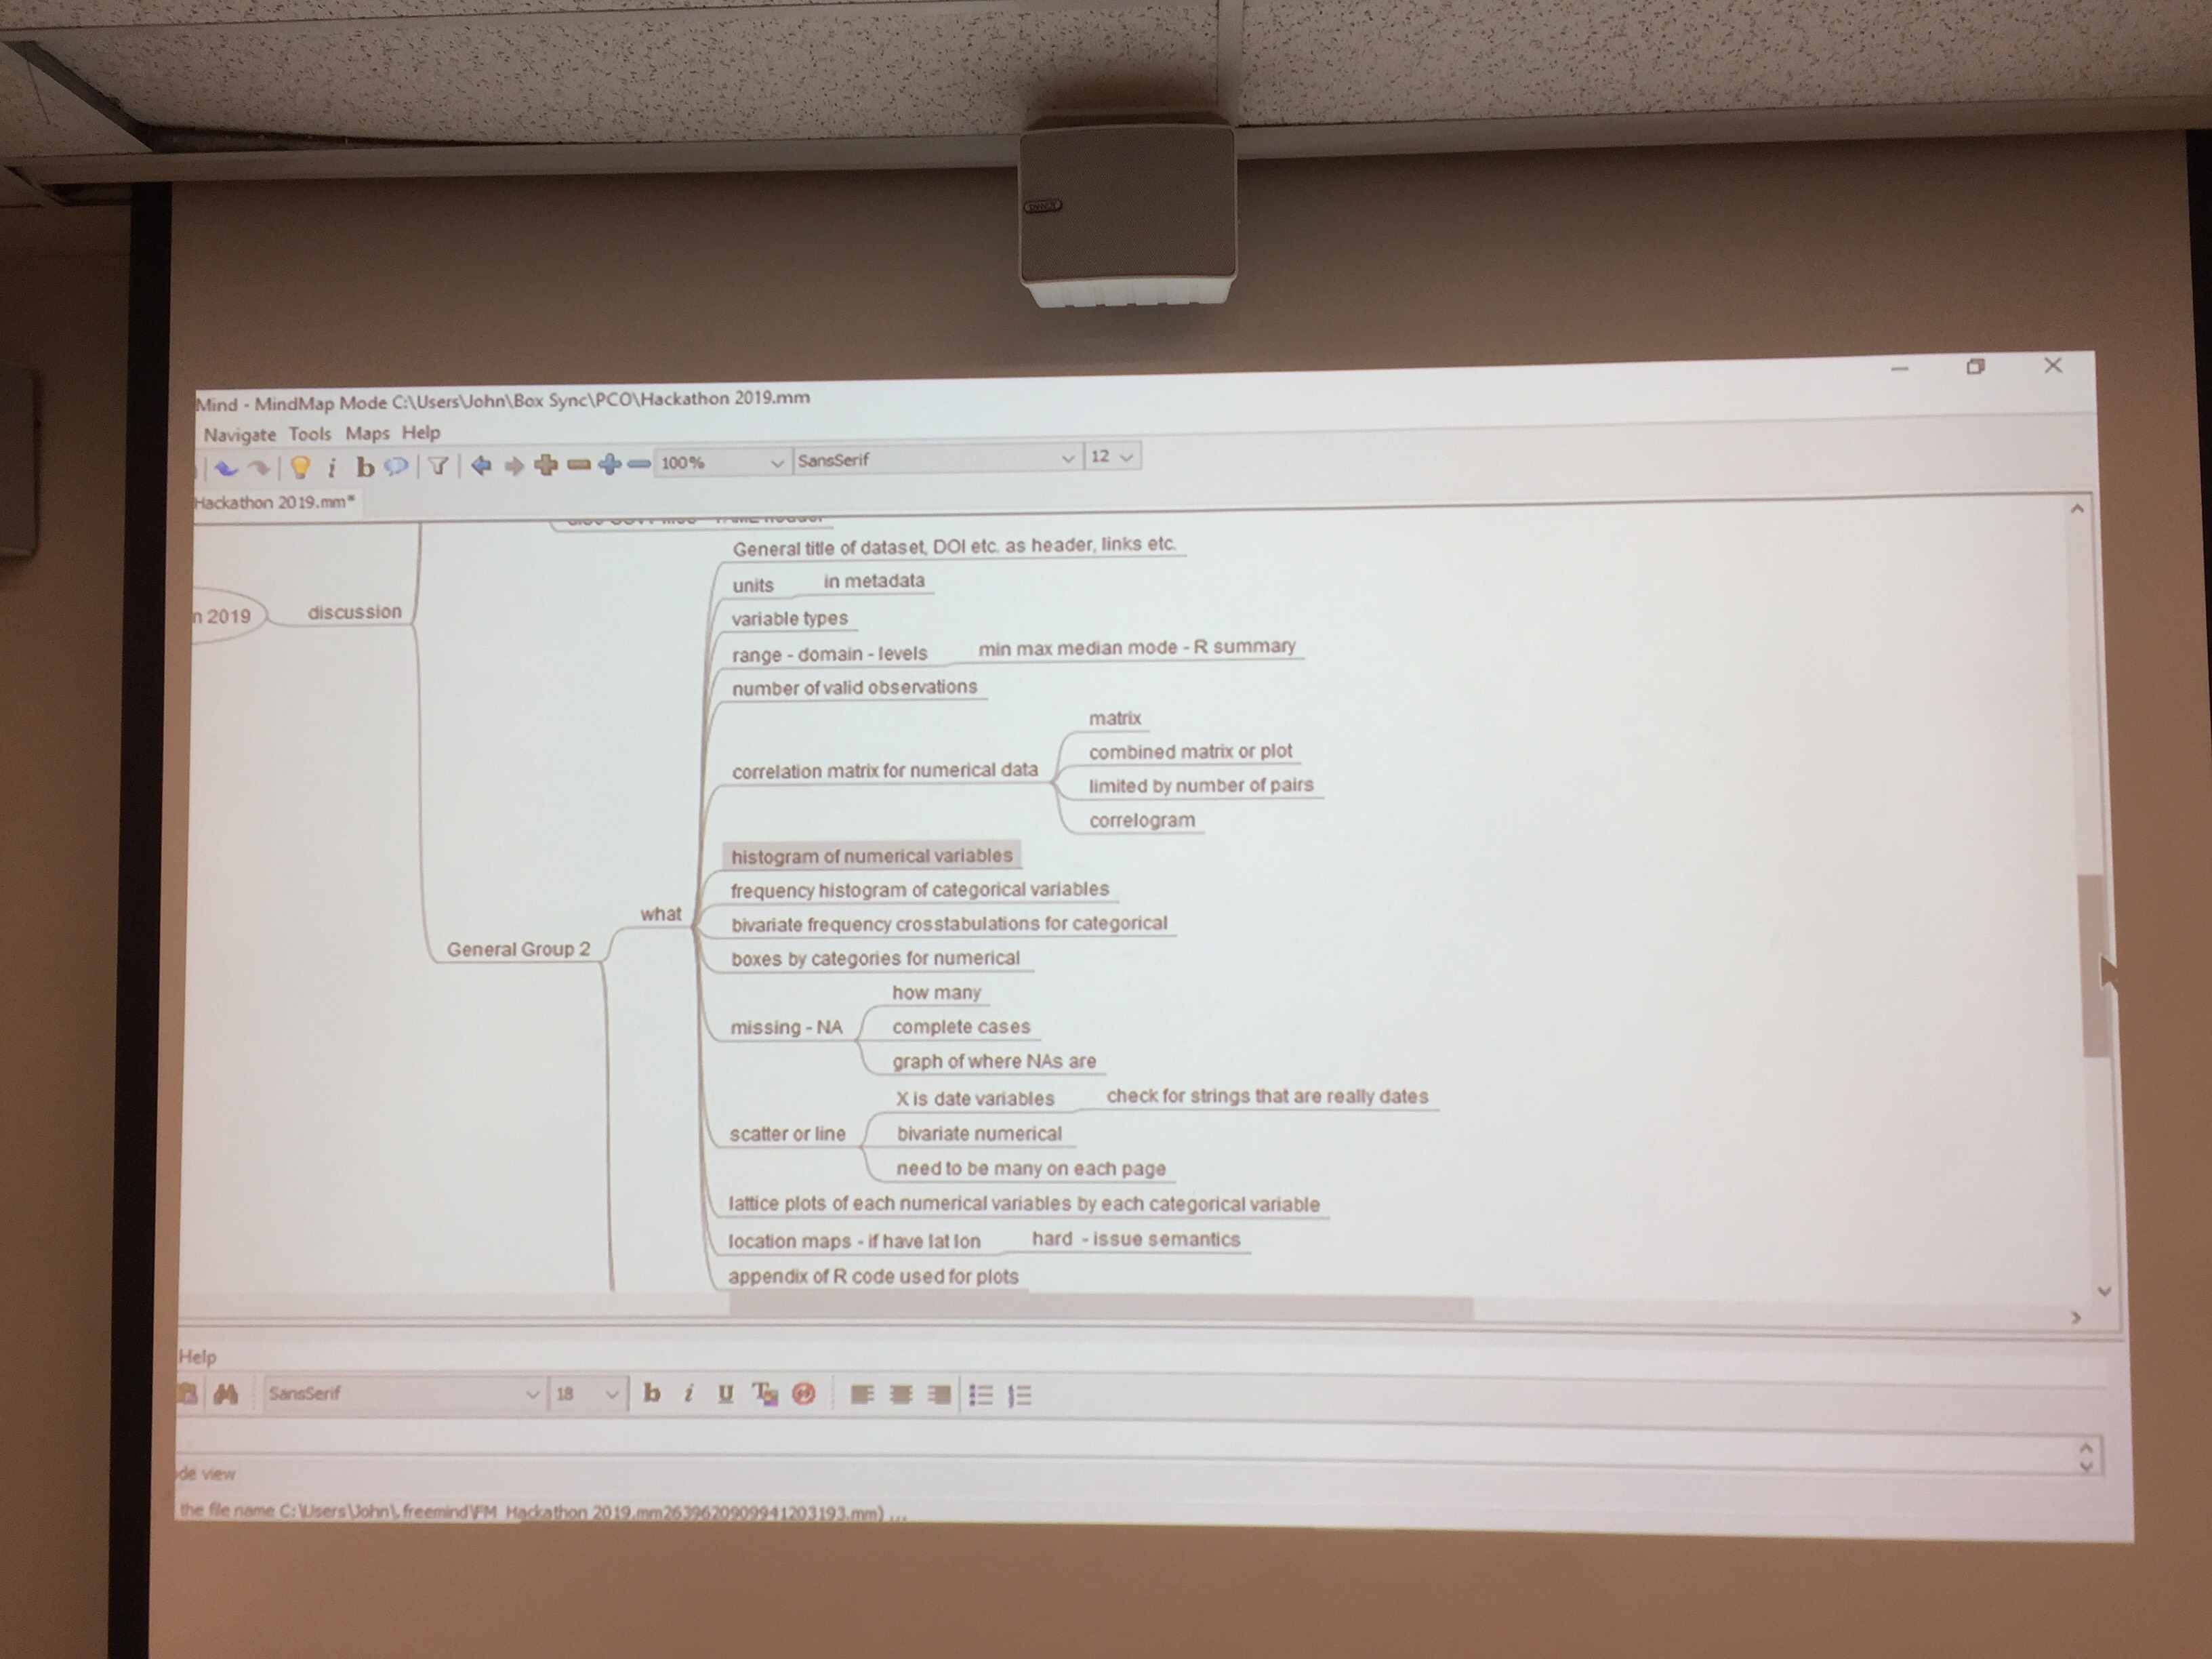 Mind - MindMap Mode C:\Users\John\Box Sync\PCO\Hackathon 2019.mm
Navigate Tools Maps Help
i b 100% SansSerif 12
Hackathon 2019.mm*
General title of dataset, DOI etc. as header, links etc.
units in metadata
n 2019 discussion
variable types
range - domain - levels min max median mode - R summary
number of valid observations
matrix
combined matrix or plot
correlation matrix for numerical data
limited by number of pairs
correlogram
histogram of numerical variables
frequency histogram of categorical variables
what
bivariate frequency crosstabulations for categorical
General Group 2
boxes by categories for numerical
how many
missing - NA complete cases
graph of where NAs are
X is date variables check for strings that are really dates
scatter or line bivariate numerical
need to be many on each page
lattice plots of each numerical variables by each categorical variable
location maps - if have lat lon hard - issue semantics
appendix of R code used for plots
Help
SansSerif 18 b i U T
de view
the file name C:\Users\John\.freemind\FM_Hackathon 2019.mm2639620909941203193.mm) ...